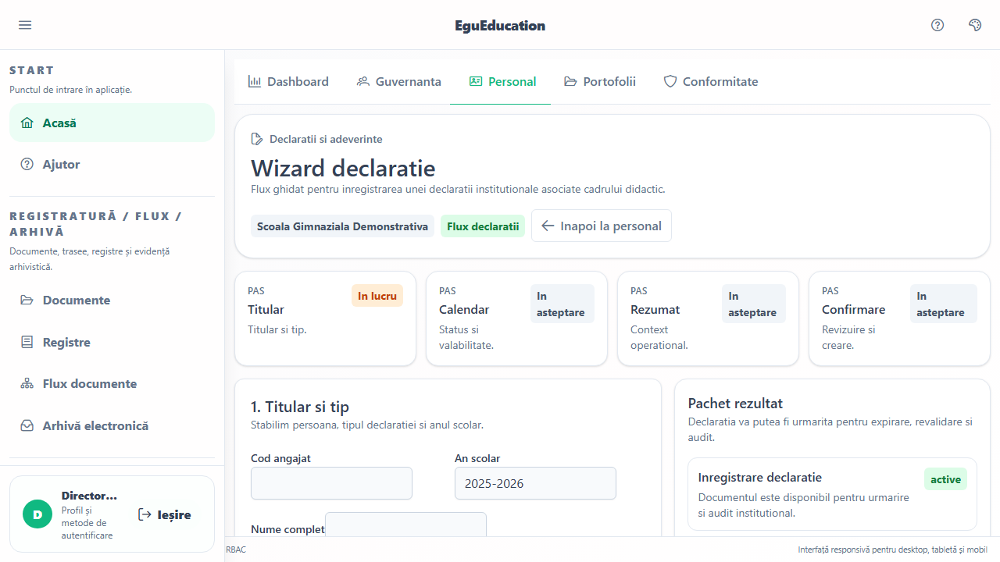 EguEducation
START
Punctul de intrare în aplicație.
Acasă
Ajutor
REGISTRATURĂ / FLUX /
ARHIVĂ
Documente, trasee, registre și evidență
arhivistică.
Documente
Registre
Flux documente
Arhivă electronică
D
Director...
Profil și
metode de
autentificare
Ieșire
Dashboard
Guvernanta
Personal
Portofolii
Conformitate
Declaratii si adeverinte
Wizard declaratie
Flux ghidat pentru inregistrarea unei declaratii institutionale asociate cadrului didactic.
Scoala Gimnaziala Demonstrativa
Flux declaratii
Inapoi la personal
PAS
Titular
Titular si tip.
In lucru
PAS
Calendar
Status si
valabilitate.
In
asteptare
PAS
Rezumat
Context
operational.
In
asteptare
PAS
Confirmare
Revizuire si
creare.
In
asteptare
1. Titular si tip
Stabilim persoana, tipul declaratiei si anul scolar.
Cod angajat
An scolar
2025-2026
Nume complet
Pachet rezultat
Declaratia va putea fi urmarita pentru expirare, revalidare si
audit.
Inregistrare declaratie
active
Documentul este disponibil pentru urmarire
si audit institutional.
RBAC
Interfață responsivă pentru desktop, tabletă și mobil